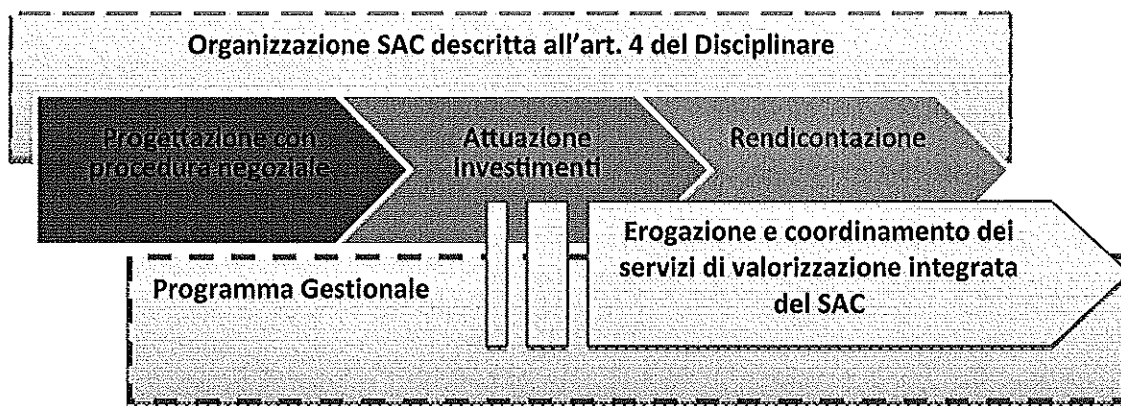 Organizzazione SAC descritta all'art. 4 del Disciplinare
Progettazione con
procedura negoziale
Attuazione
Investimenti
Rendicontazione
Erogazione e coordinamento dei
servizi di valorizzazione integrata
del SAC
Programma Gestionale